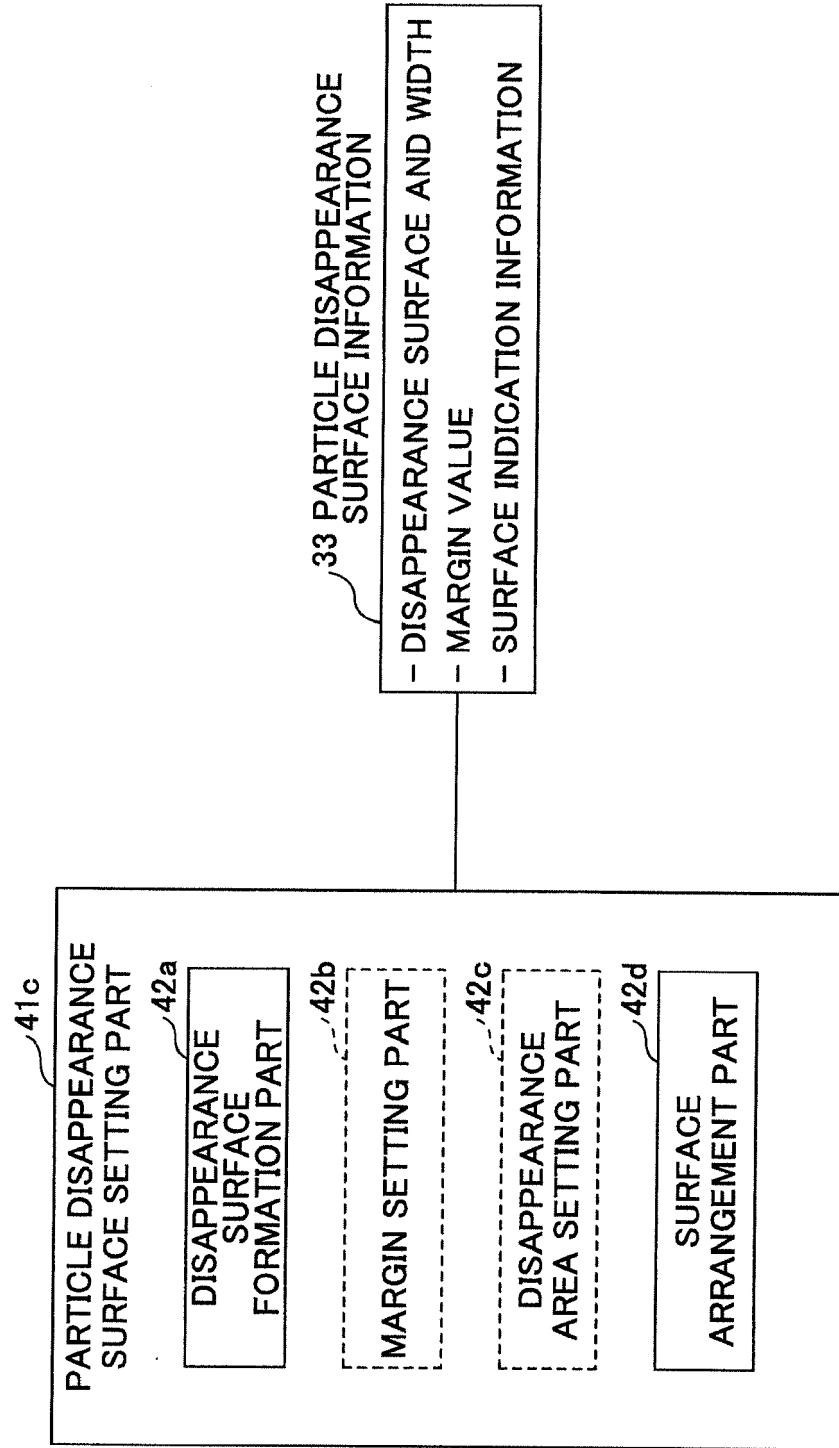 41c
PARTICLE DISAPPEARANCE
SURFACE SETTING PART
42a
DISAPPEARANCE
SURFACE
FORMATION PART
42b
MARGIN SETTING PART
42c
DISAPPEARANCE
AREA SETTING PART
42d
SURFACE
ARRANGEMENT PART
33 PARTICLE DISAPPEARANCE
SURFACE INFORMATION
– DISAPPEARANCE SURFACE AND WIDTH
– MARGIN VALUE
– SURFACE INDICATION INFORMATION